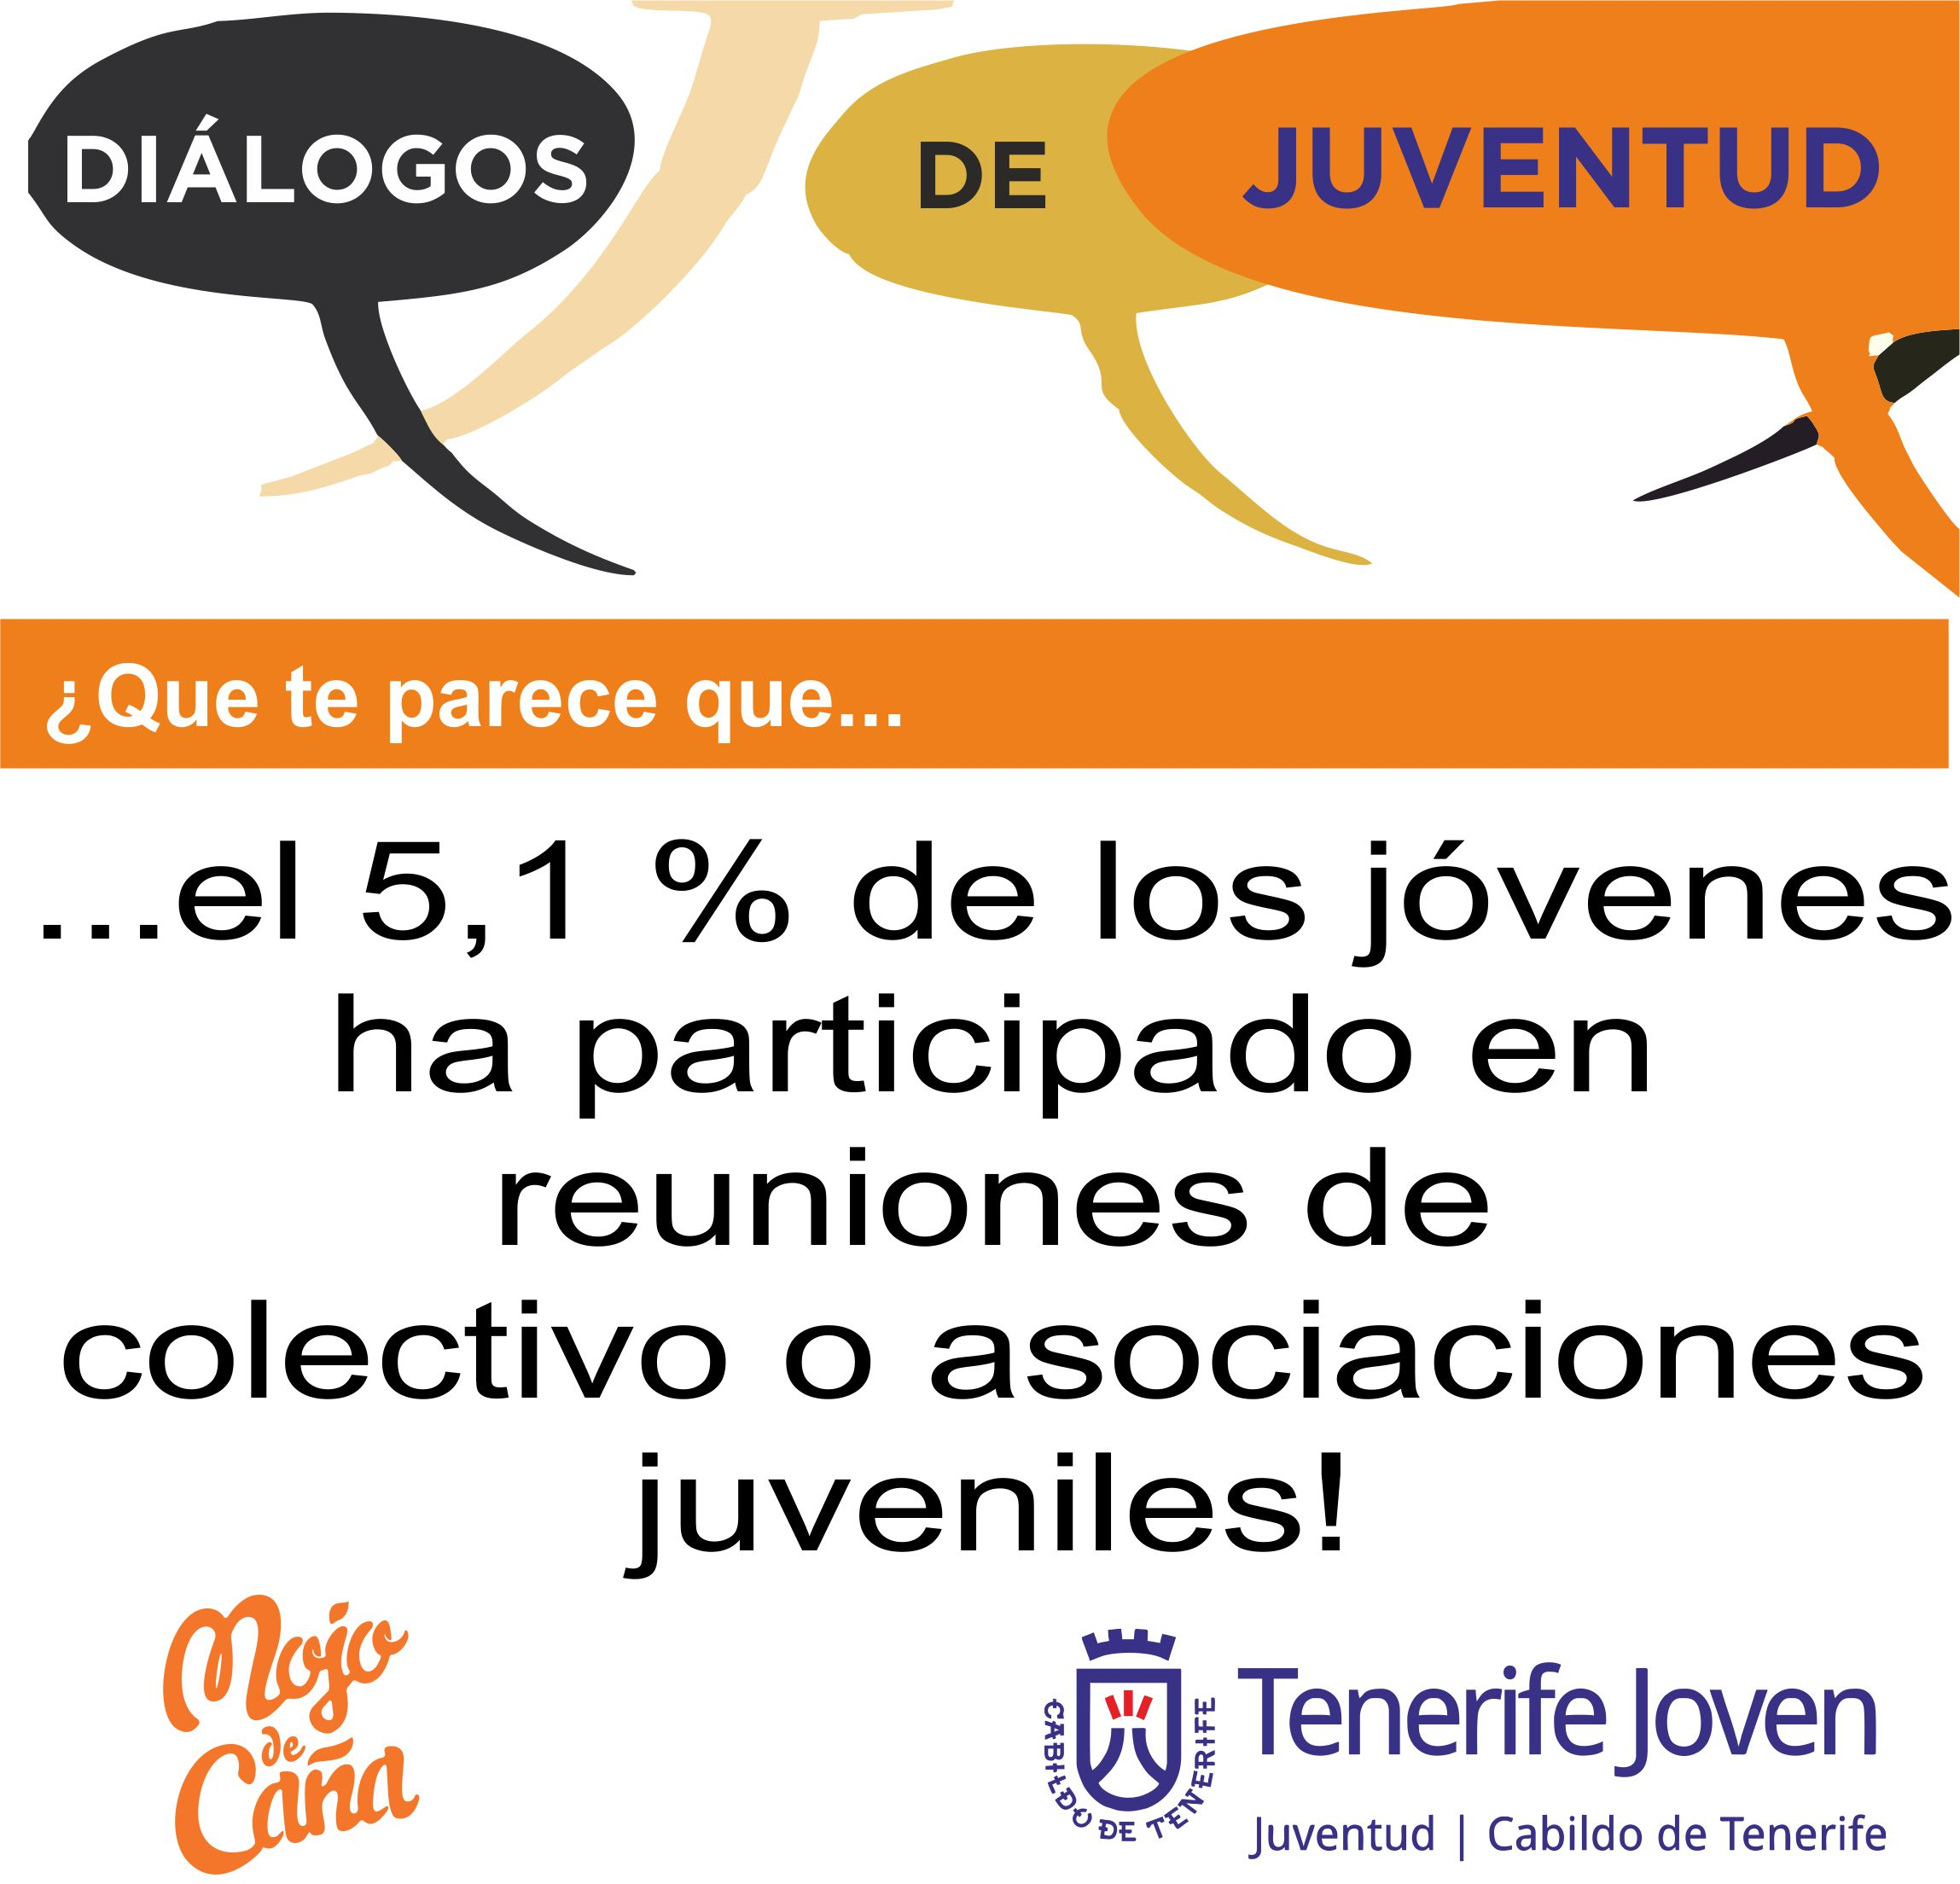 DIÁLOGOS DE JUVENTUD
¿Que te parece que...
...el 5,1 % de los jóvenes
ha participado en
reuniones de
colectivo o asociaciones
juveniles!
Mojo
de
Caña
CABILDO DE TENERIFE
Tenerife Joven
Juventud | Cabildo de Tenerife